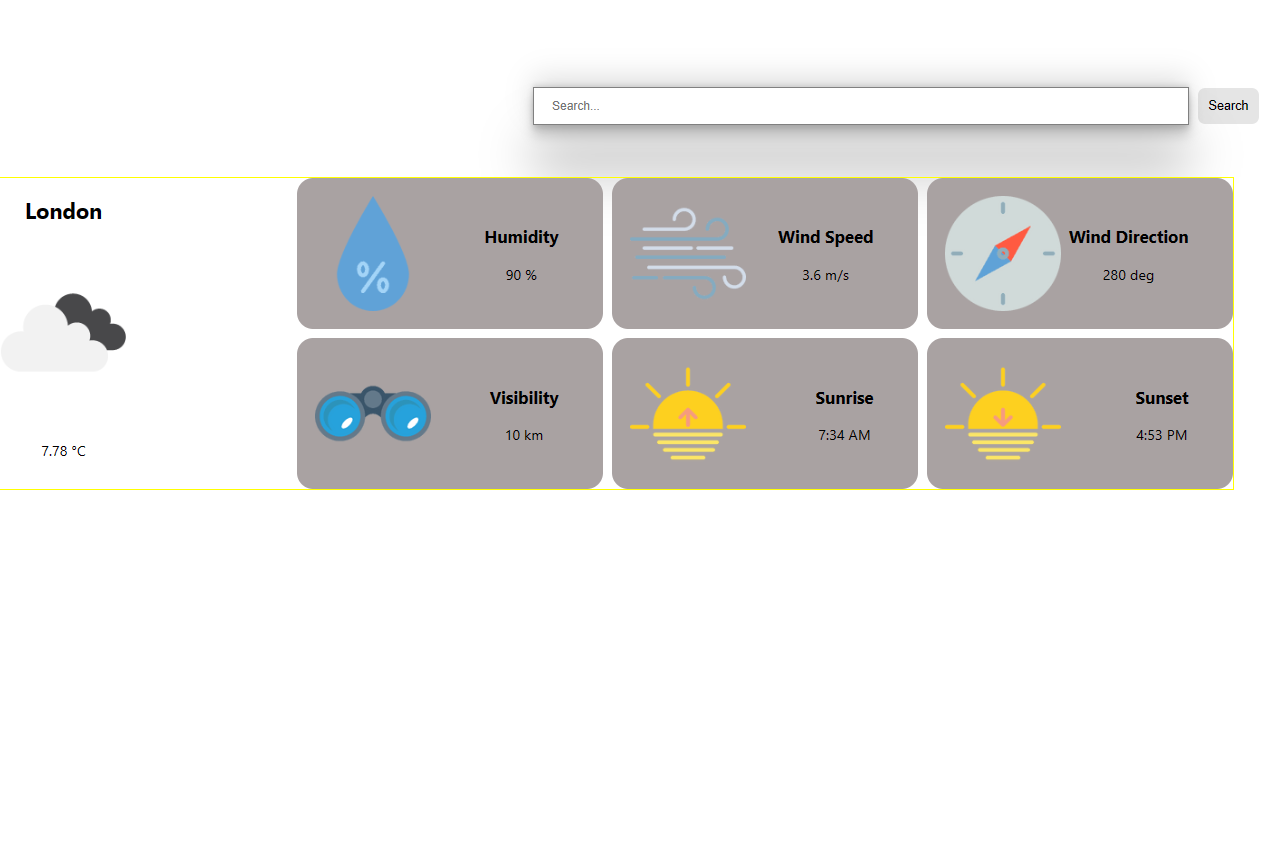 Search...
Search
London
7.78 °C
%
Humidity
90 %
Wind Speed
3.6 m/s
Wind Direction
280 deg
Visibility
10 km
Sunrise
7:34 AM
Sunset
4:53 PM